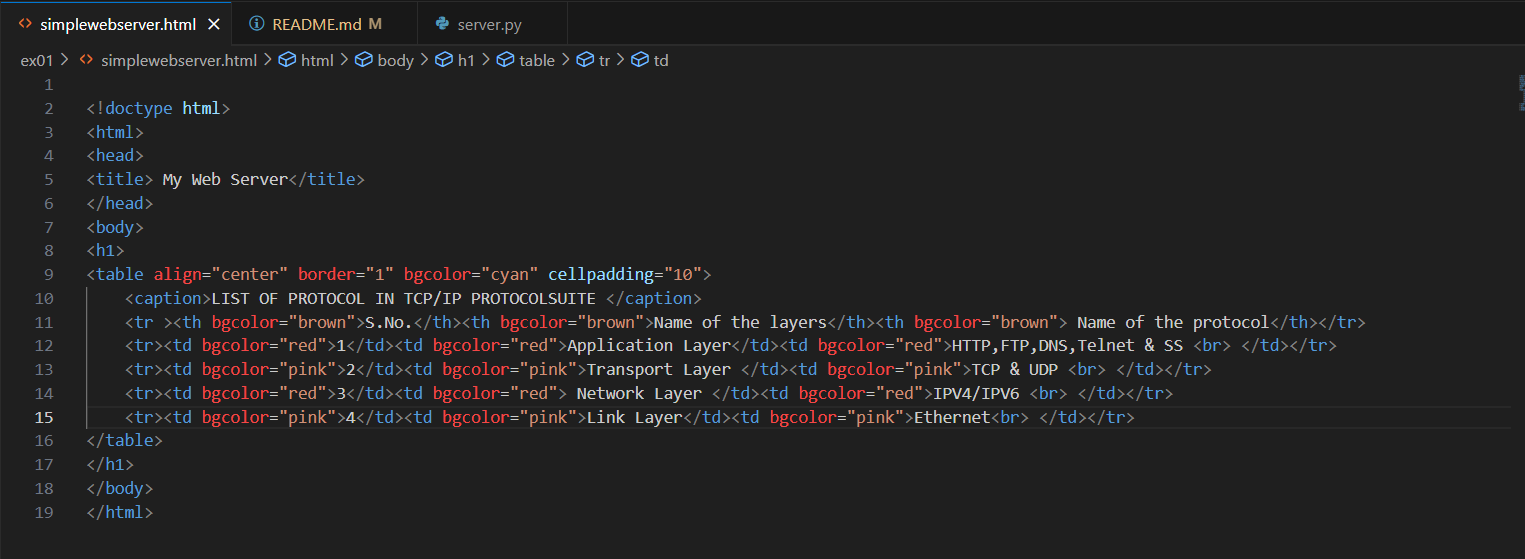 simplewebserver.html README.md M server.py
ex01 > simplewebserver.html > html > body > h1 > table > tr > td
1
2 <!doctype html>
3 <html>
4 <head>
5 <title> My Web Server</title>
6 </head>
7 <body>
8 <h1>
9 <table align="center" border="1" bgcolor="cyan" cellpadding="10">
10     <caption>LIST OF PROTOCOL IN TCP/IP PROTOCOLSUITE </caption>
11     <tr ><th bgcolor="brown">S.No.</th><th bgcolor="brown">Name of the layers</th><th bgcolor="brown"> Name of the protocol</th></tr>
12     <tr><td bgcolor="red">1</td><td bgcolor="red">Application Layer</td><td bgcolor="red">HTTP,FTP,DNS,Telnet & SS <br> </td></tr>
13     <tr><td bgcolor="pink">2</td><td bgcolor="pink">Transport Layer </td><td bgcolor="pink">TCP & UDP <br> </td></tr>
14     <tr><td bgcolor="red">3</td><td bgcolor="red"> Network Layer </td><td bgcolor="red">IPV4/IPV6 <br> </td></tr>
15     <tr><td bgcolor="pink">4</td><td bgcolor="pink">Link Layer</td><td bgcolor="pink">Ethernet<br> </td></tr>
16 </table>
17 </h1>
18 </body>
19 </html>